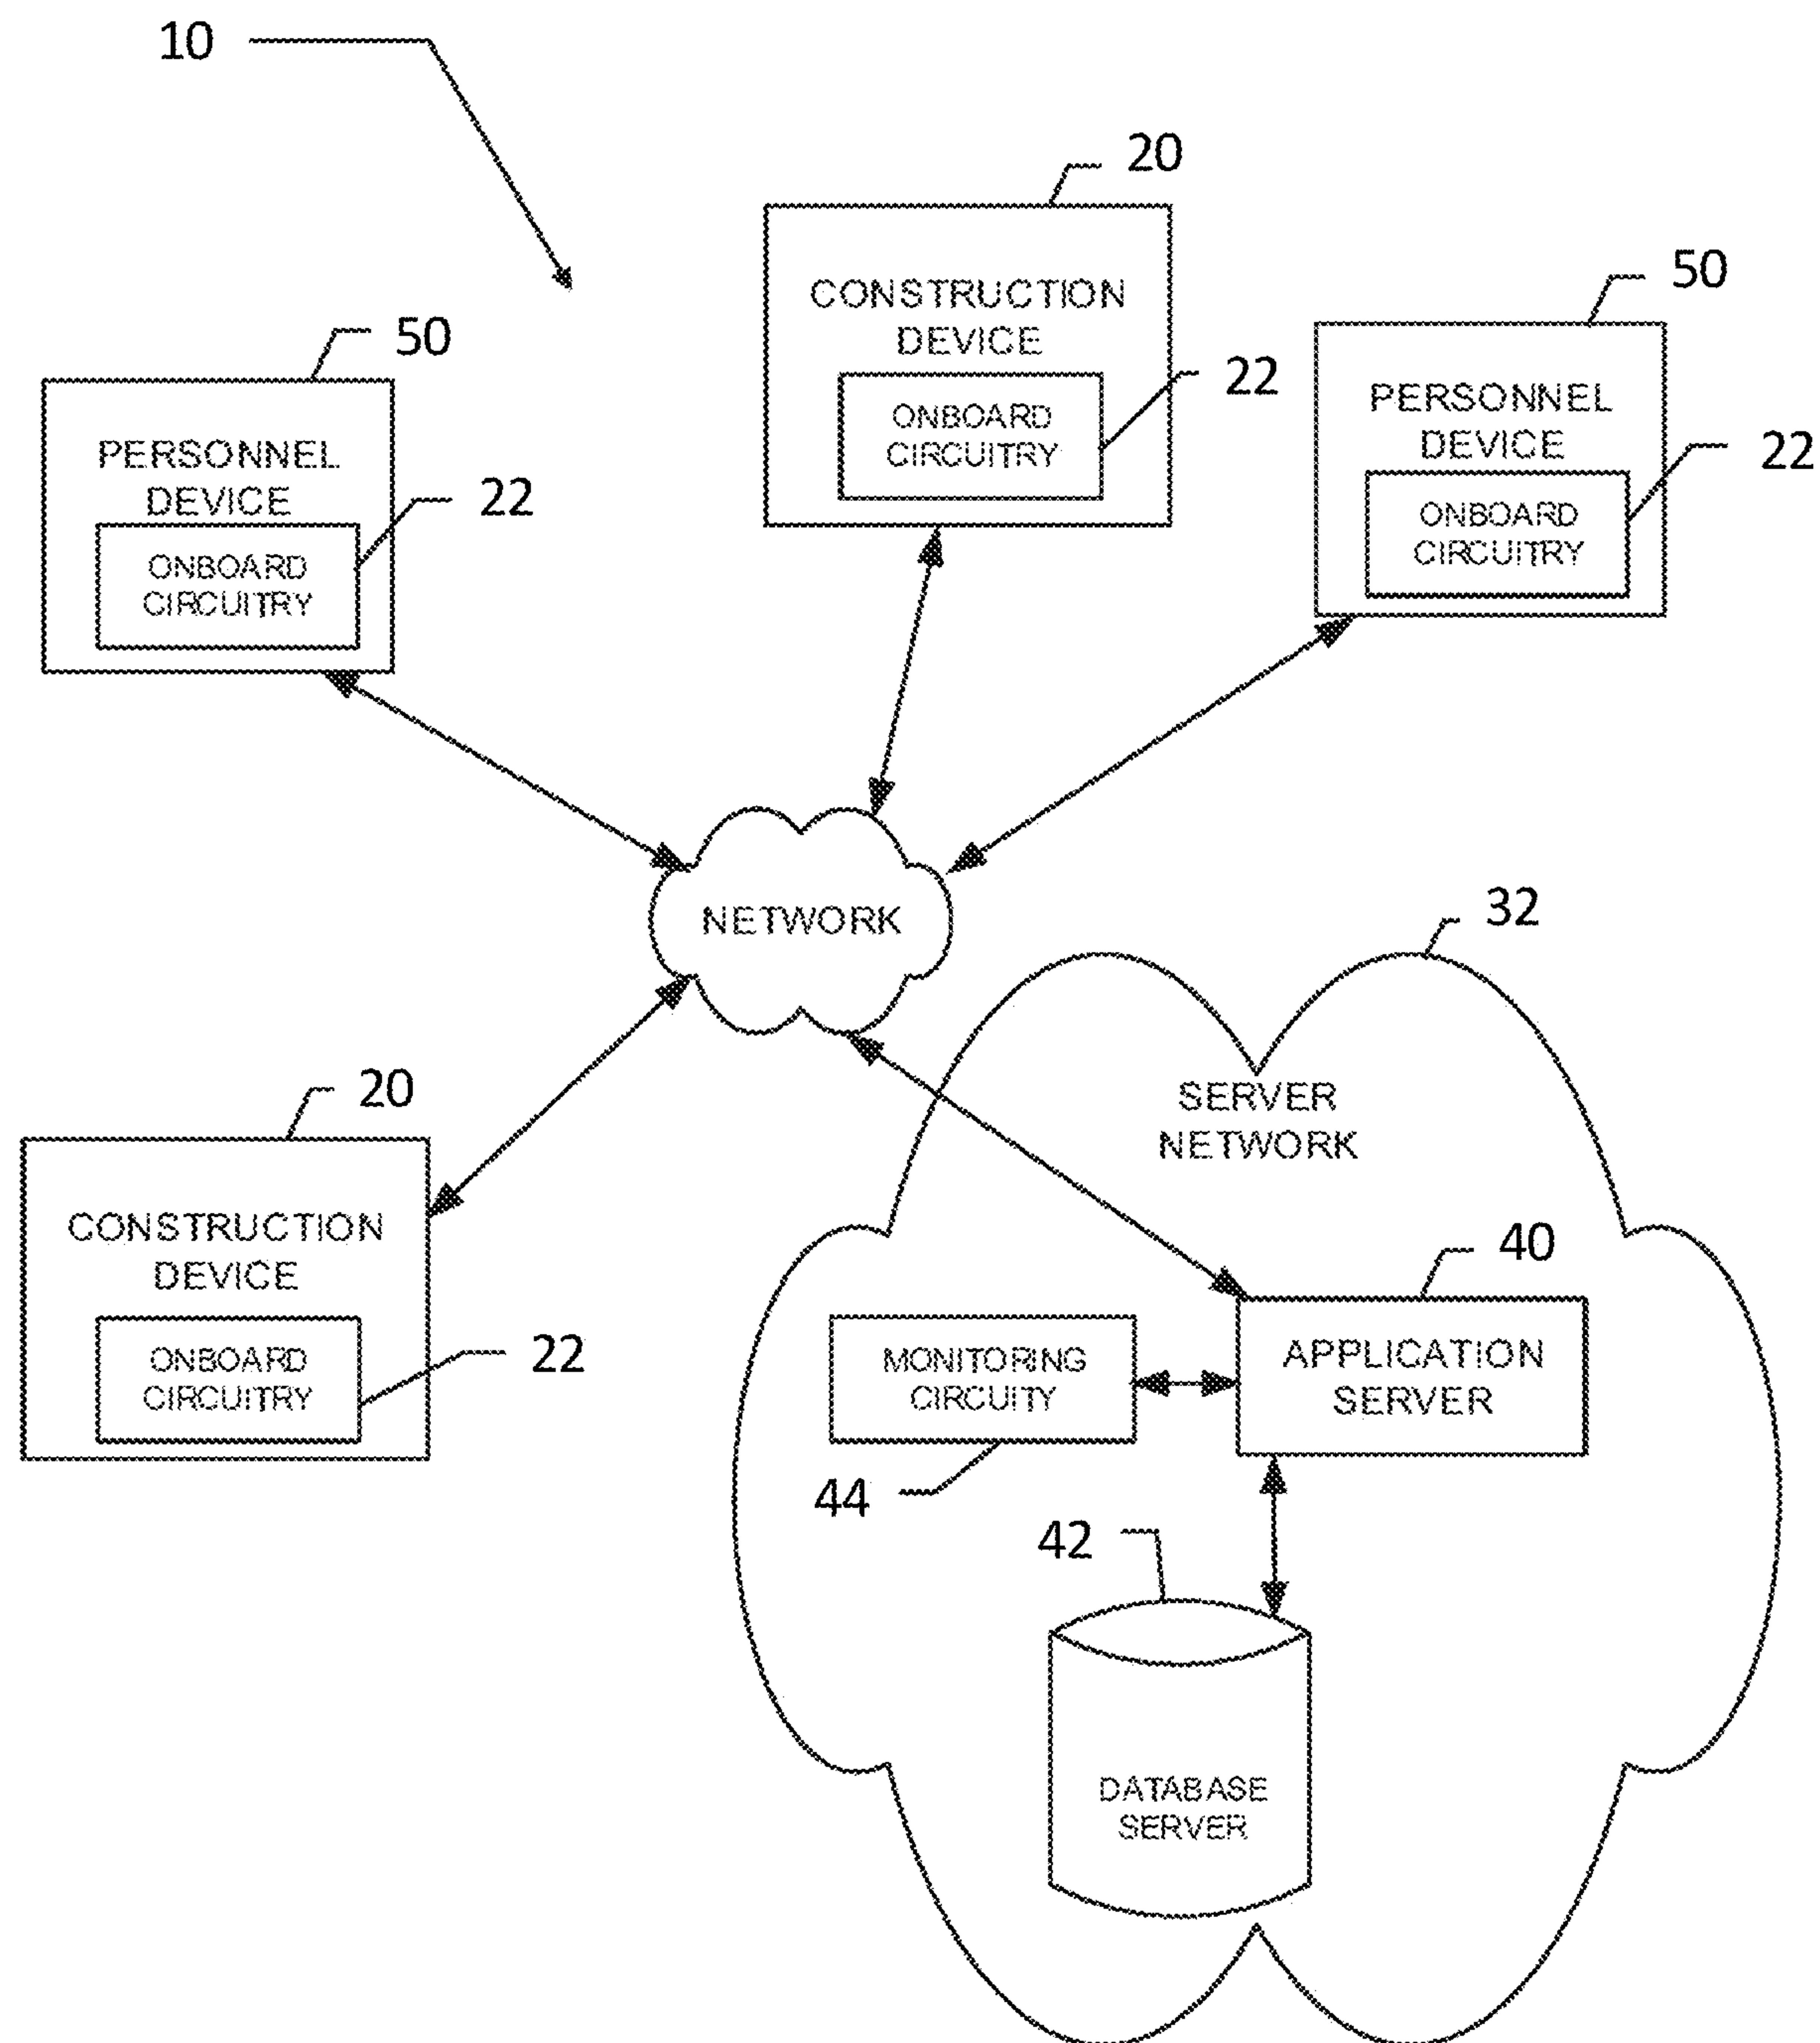 10
20
CONSTRUCTION
DEVICE
22
ONBOARD
CIRCUITRY
50
PERSONNEL
DEVICE
22
ONBOARD
CIRCUITRY
50
PERSONNEL
DEVICE
22
ONBOARD
CIRCUITRY
NETWORK
32
SERVER
NETWORK
20
CONSTRUCTION
DEVICE
22
ONBOARD
CIRCUITRY
40
APPLICATION
SERVER
MONITORING
CIRCUITY
44
42
DATABASE
SERVER